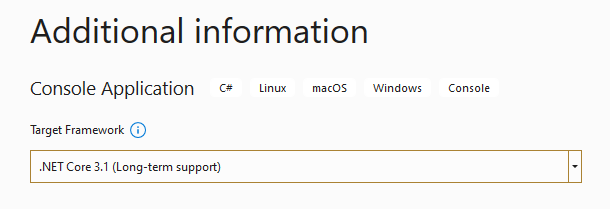 Additional information
Console Application C# Linux macOS Windows Console
Target Framework
.NET Core 3.1 (Long-term support)